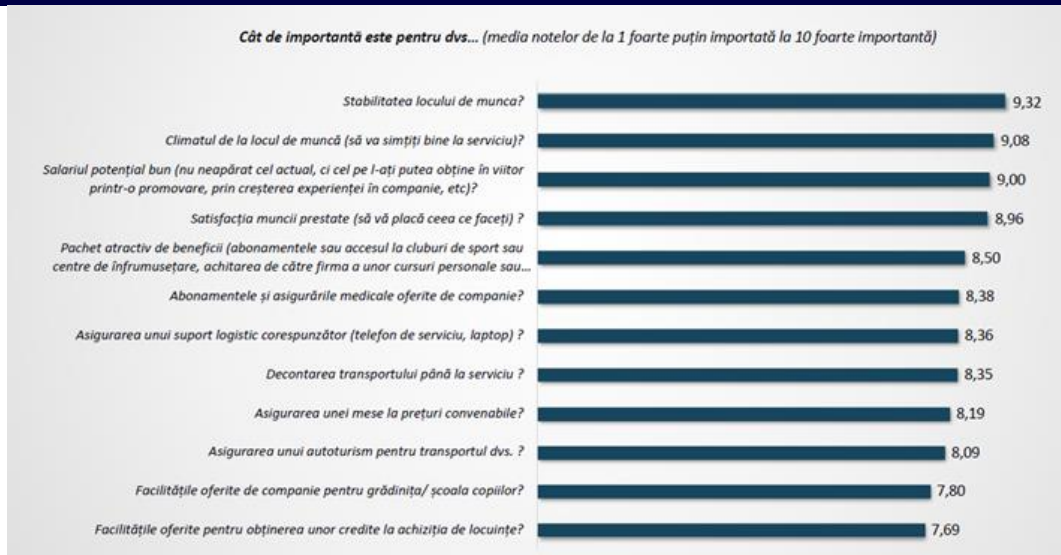 Cât de importantă este pentru dvs... (media notelor de la 1 foarte puțin importată la 10 foarte importantă)
Stabilitatea locului de munca?
9,32
Climatul de la locul de muncă (să va simțiți bine la serviciu)?
9,08
Salariul potențial bun (nu neapărat cel actual, ci cel pe l-ați putea obține în viitor
printr-o promovare, prin creșterea experienței în companie, etc)?
9,00
Satisfacția muncii prestate (să vă placă ceea ce faceți) ?
8,96
Pachet atractiv de beneficii (abonamentele sau accesul la cluburi de sport sau
centre de înfrumusețare, achitarea de către firma a unor cursuri personale sau...
8,50
Abonamentele și asigurările medicale oferite de companie?
8,38
Asigurarea unui suport logistic corespunzător (telefon de serviciu, laptop) ?
8,36
Decontarea transportului până la serviciu ?
8,35
Asigurarea unei mese la prețuri convenabile?
8,19
Asigurarea unui autoturism pentru transportul dvs. ?
8,09
Facilitățile oferite de companie pentru grădinița/ școala copiilor?
7,80
Facilitățile oferite pentru obținerea unor credite la achiziția de locuințe?
7,69